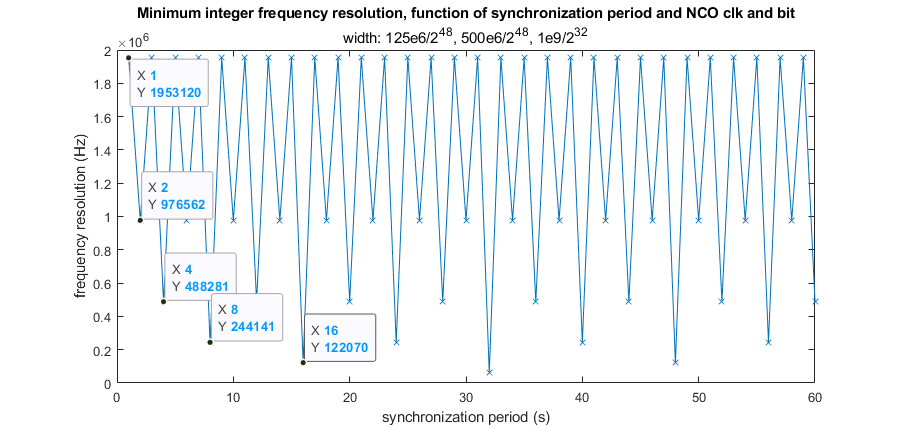 Minimum integer frequency resolution, function of synchronization period and NCO clk and bit
width: 125e6/2^48, 500e6/2^48, 1e9/2^32
×10^6
2
1.8
1.6
1.4
1.2
1
0.8
0.6
0.4
0.2
0
frequency resolution (Hz)
X 1
Y 1953120
X 2
Y 976562
X 4
Y 488281
X 8
Y 244141
X 16
Y 122070
0 10 20 30 40 50 60
synchronization period (s)